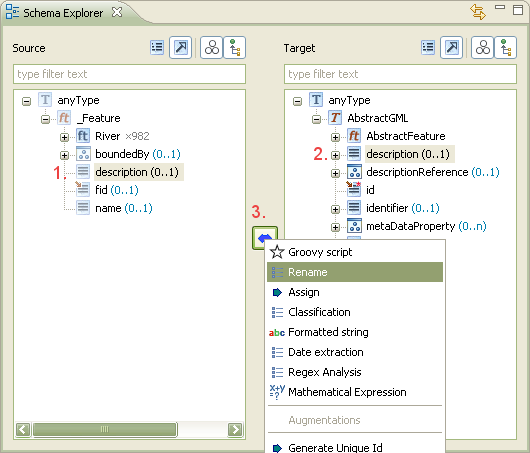 Schema Explorer
Source
Target
type filter text
type filter text
anyType
_Feature
River ×982
boundedBy (0..1)
1. description (0..1)
fid (0..1)
name (0..1)
anyType
AbstractGML
AbstractFeature
2. description (0..1)
descriptionReference (0..1)
id
identifier (0..1)
metaDataProperty (0..n)
3.
Groovy script
Rename
Assign
Classification
abc Formatted string
Date extraction
Regex Analysis
x+y=? Mathematical Expression
Augmentations
Generate Unique Id